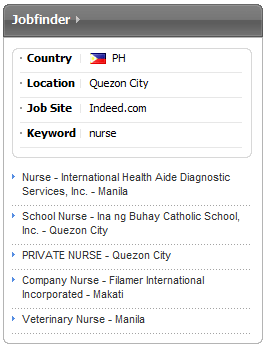 Jobfinder
Country PH
Location Quezon City
Job Site Indeed.com
Keyword nurse
Nurse - International Health Aide Diagnostic
Services, Inc. - Manila
School Nurse - Ina ng Buhay Catholic School,
Inc. - Quezon City
PRIVATE NURSE - Quezon City
Company Nurse - Filamer International
Incorporated - Makati
Veterinary Nurse - Manila